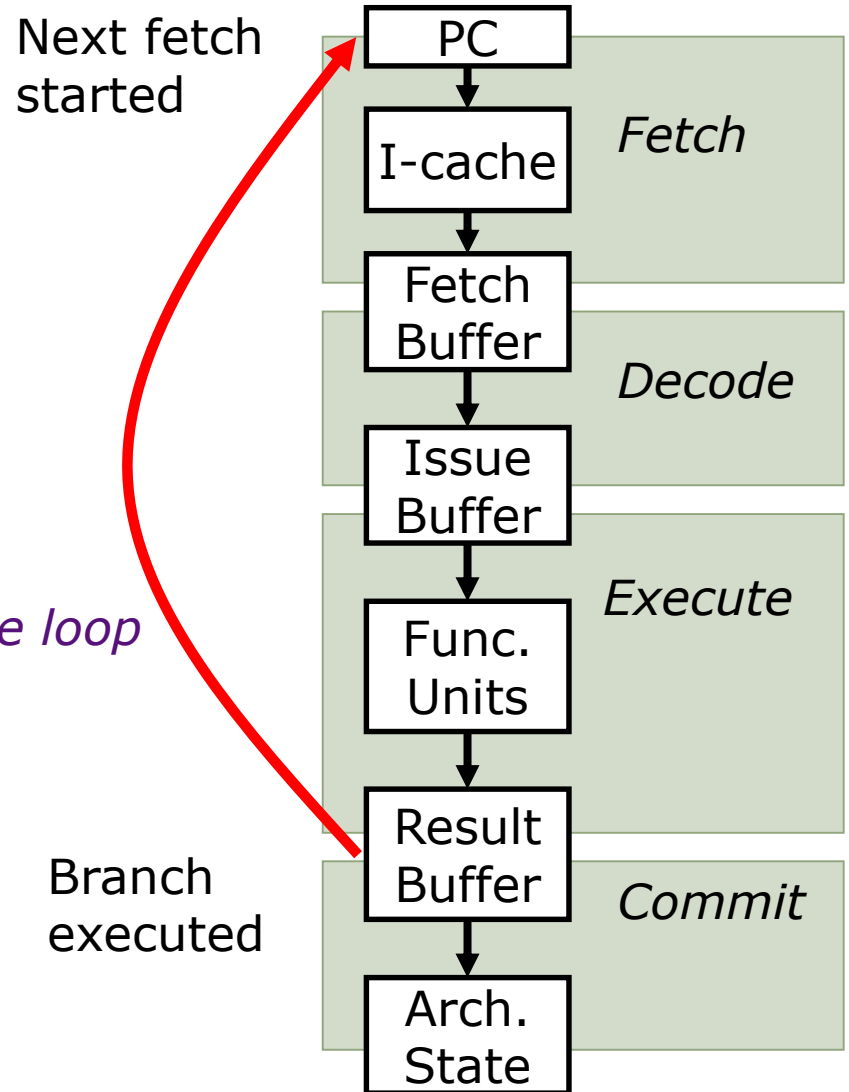 Next fetch
started
PC
I-cache
Fetch
Fetch
Buffer
Decode
Issue
Buffer
Execute
e loop
Func.
Units
Result
Buffer
Branch
executed
Commit
Arch.
State